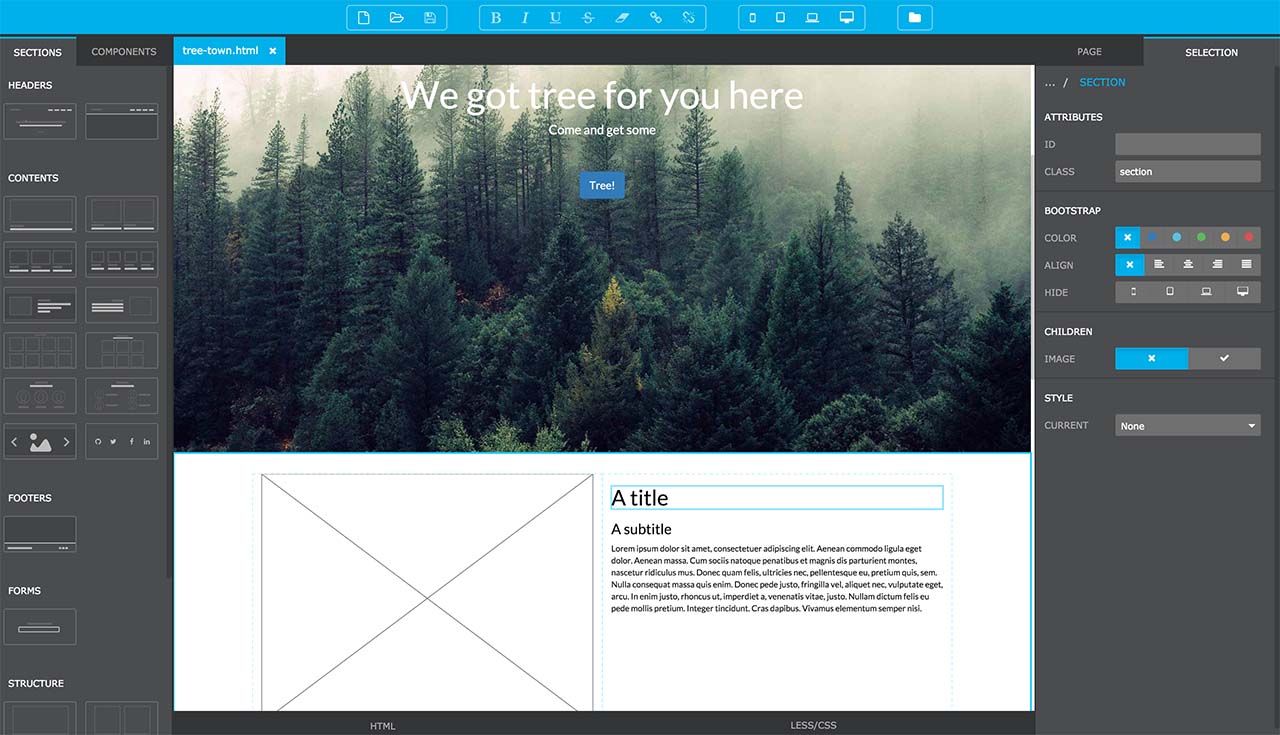 B I U S
SECTIONS COMPONENTS
tree-town.html ×
PAGE SELECTION
HEADERS
CONTENTS
FOOTERS
FORMS
STRUCTURE
We got tree for you here
Come and get some
Tree!
A title
A subtitle
Lorem ipsum dolor sit amet, consectetuer adipiscing elit. Aenean commodo ligula eget
dolor. Aenean massa. Cum sociis natoque penatibus et magnis dis parturient montes,
nascetur ridiculus mus. Donec quam felis, ultricies nec, pellentesque eu, pretium quis, sem.
Nulla consequat massa quis enim. Donec pede justo, fringilla vel, aliquet nec, vulputate eget,
arcu. In enim justo, rhoncus ut, imperdiet a, venenatis vitae, justo. Nullam dictum felis eu
pede mollis pretium. Integer tincidunt. Cras dapibus. Vivamus elementum semper nisi.
HTML LESS/CSS
... / SECTION
ATTRIBUTES
ID
CLASS section
BOOTSTRAP
COLOR
ALIGN
HIDE
CHILDREN
IMAGE
STYLE
CURRENT None